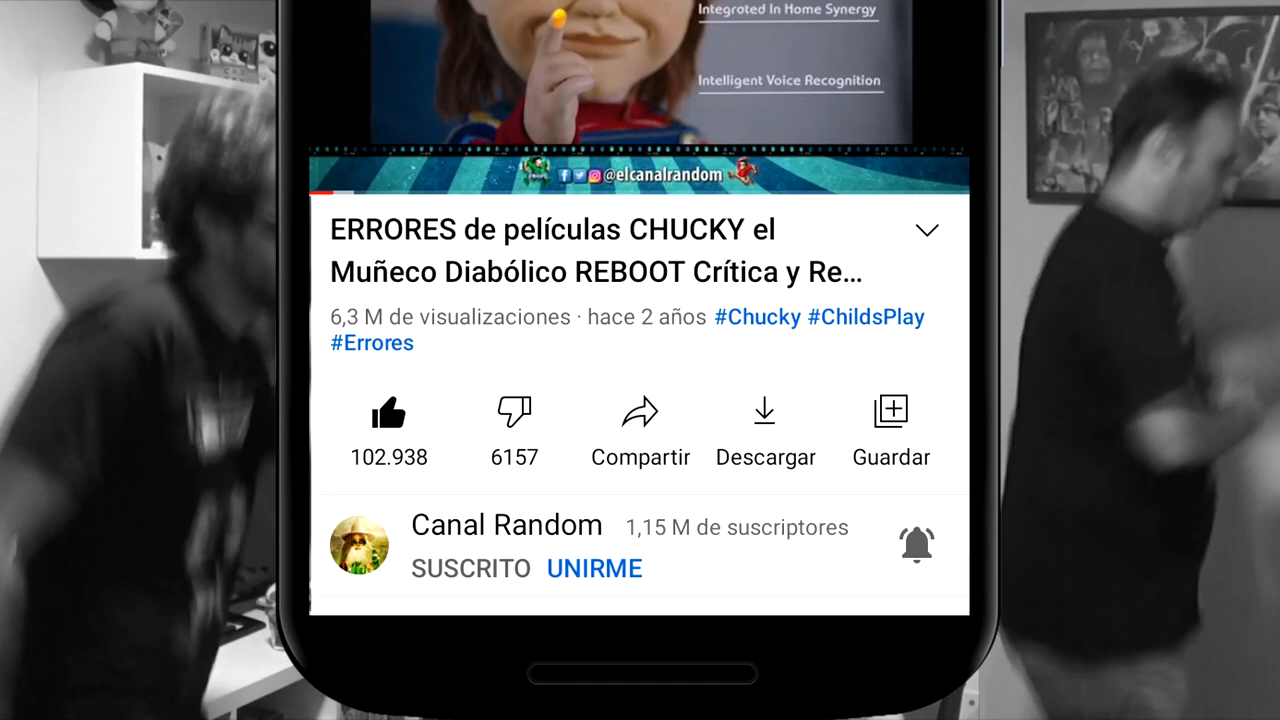 Integrated In Home Synergy
Intelligent Voice Recognition
@elcanalrandom
ERRORES de películas CHUCKY el
Muñeco Diabólico REBOOT Crítica y Re...
6,3 M de visualizaciones · hace 2 años #Chucky #ChildsPlay
#Errores
102.938 6157 Compartir Descargar Guardar
Canal Random 1,15 M de suscriptores
SUSCRITO UNIRME